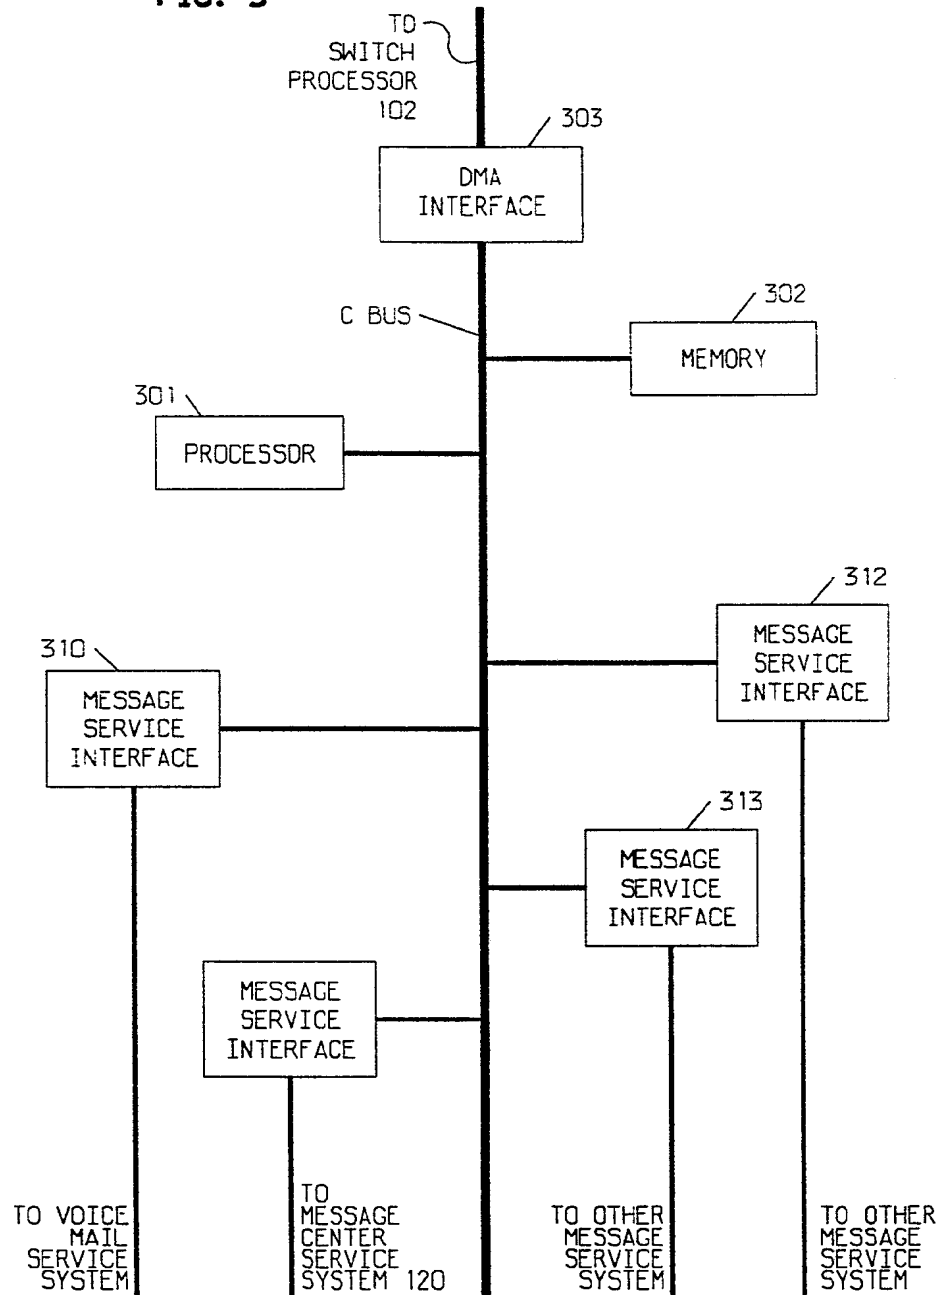 TO
SWITCH
PROCESSOR
102
303
DMA
INTERFACE
C BUS
302
MEMORY
301
PROCESSOR
312
MESSAGE
SERVICE
INTERFACE
310
MESSAGE
SERVICE
INTERFACE
313
MESSAGE
SERVICE
INTERFACE
MESSAGE
SERVICE
INTERFACE
TO VOICE
MAIL
SERVICE
SYSTEM
TO
MESSAGE
CENTER
SERVICE
SYSTEM 120
TO OTHER
MESSAGE
SERVICE
SYSTEM
TO OTHER
MESSAGE
SERVICE
SYSTEM